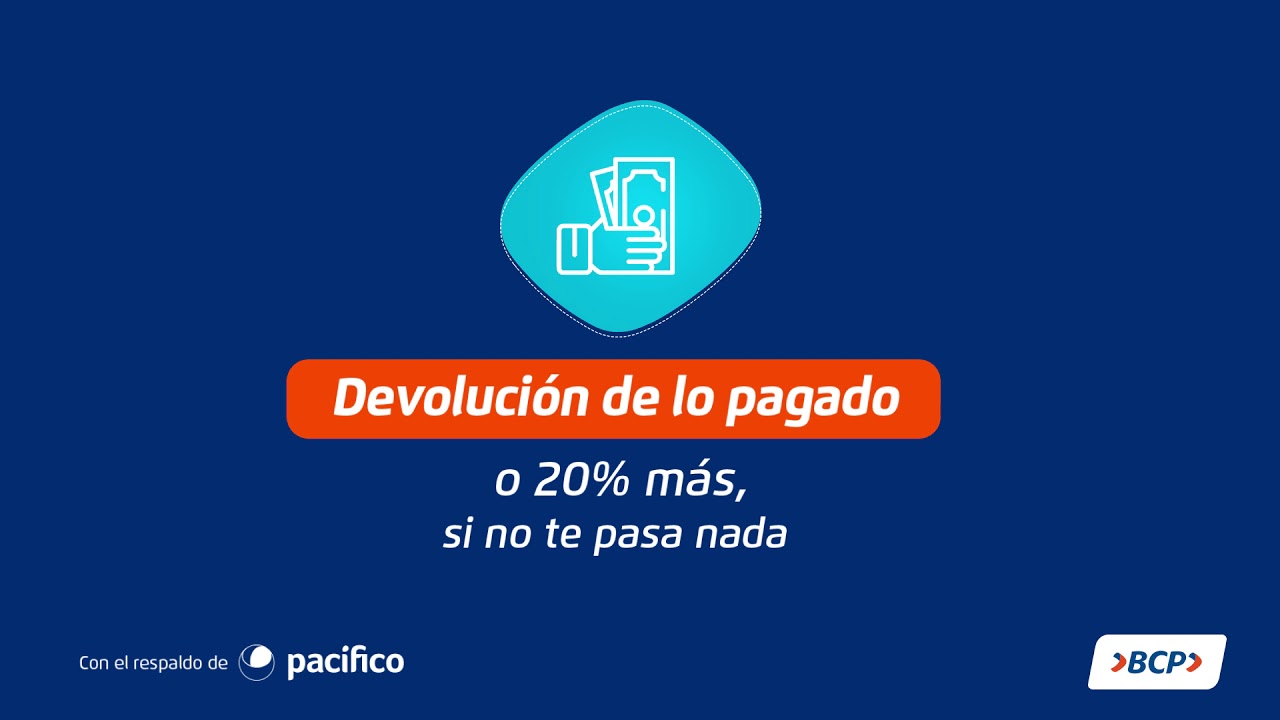 Devolución de lo pagado
o 20% más,
si no te pasa nada
Con el respaldo de pacifico
BCP